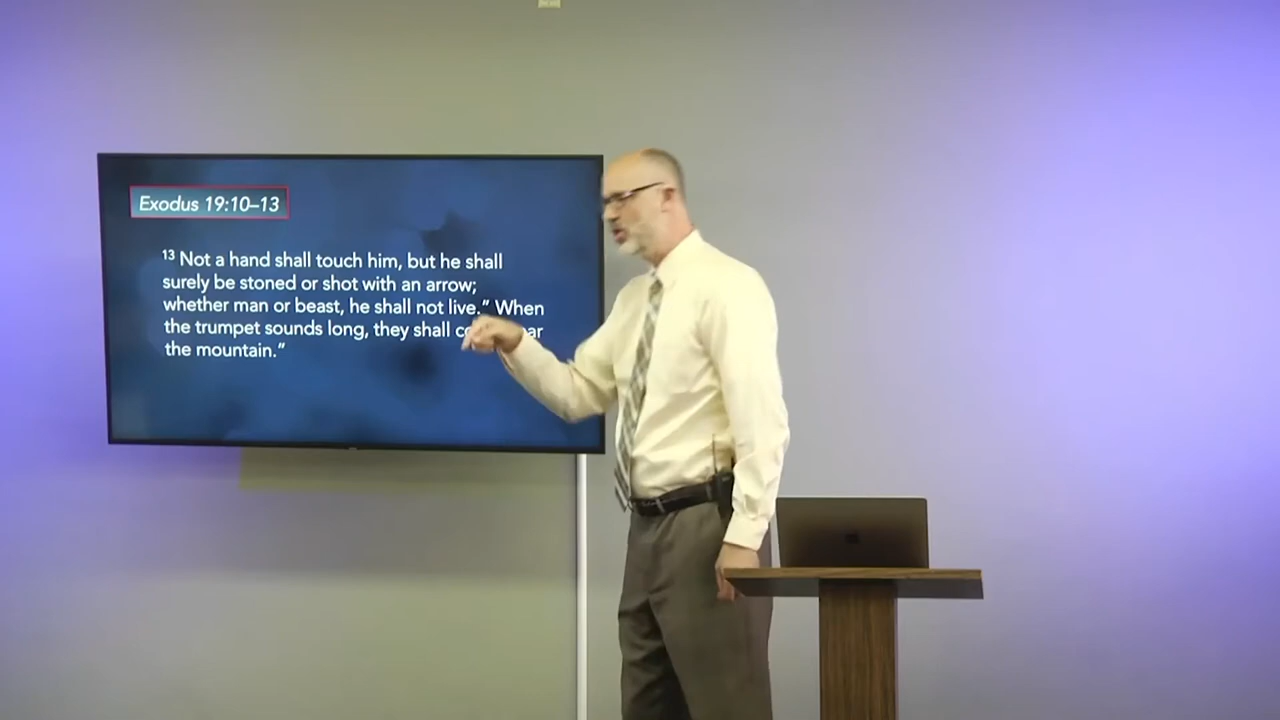 Exodus 19:10–13
13 Not a hand shall touch him, but he shall
surely be stoned or shot with an arrow;
whether man or beast, he shall not live.” When
the trumpet sounds long, they shall
the mountain.”